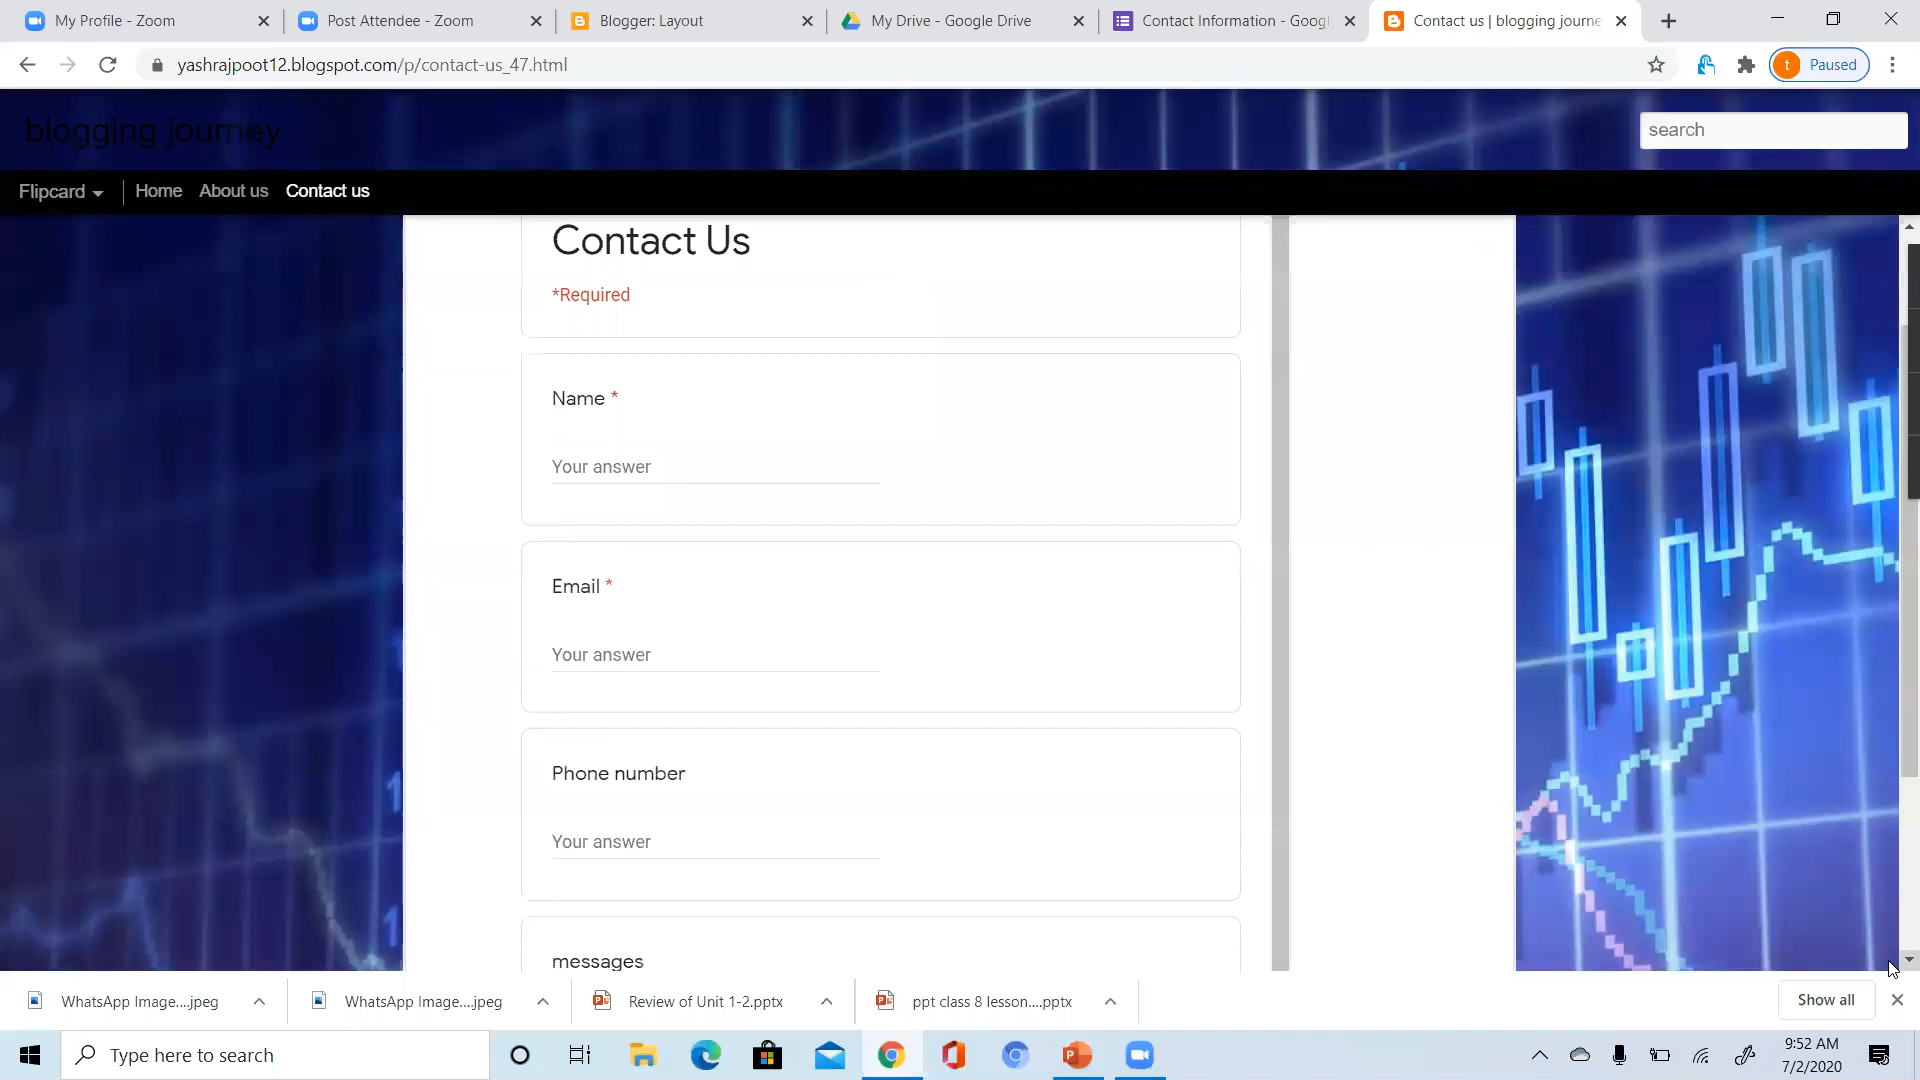 My Profile - Zoom
Post Attendee - Zoom
Blogger: Layout
My Drive - Google Drive
Contact Information - Googl
Contact us | blogging journe
yashrajpoot12.blogspot.com/p/contact-us_47.html
t Paused
blogging journey
search
Flipcard Home About us Contact us
Contact Us
*Required
Name *
Your answer
Email *
Your answer
Phone number
Your answer
messages
WhatsApp Image....jpeg
WhatsApp Image....jpeg
Review of Unit 1-2.pptx
ppt class 8 lesson....pptx
Show all
Type here to search
9:52 AM
7/2/2020